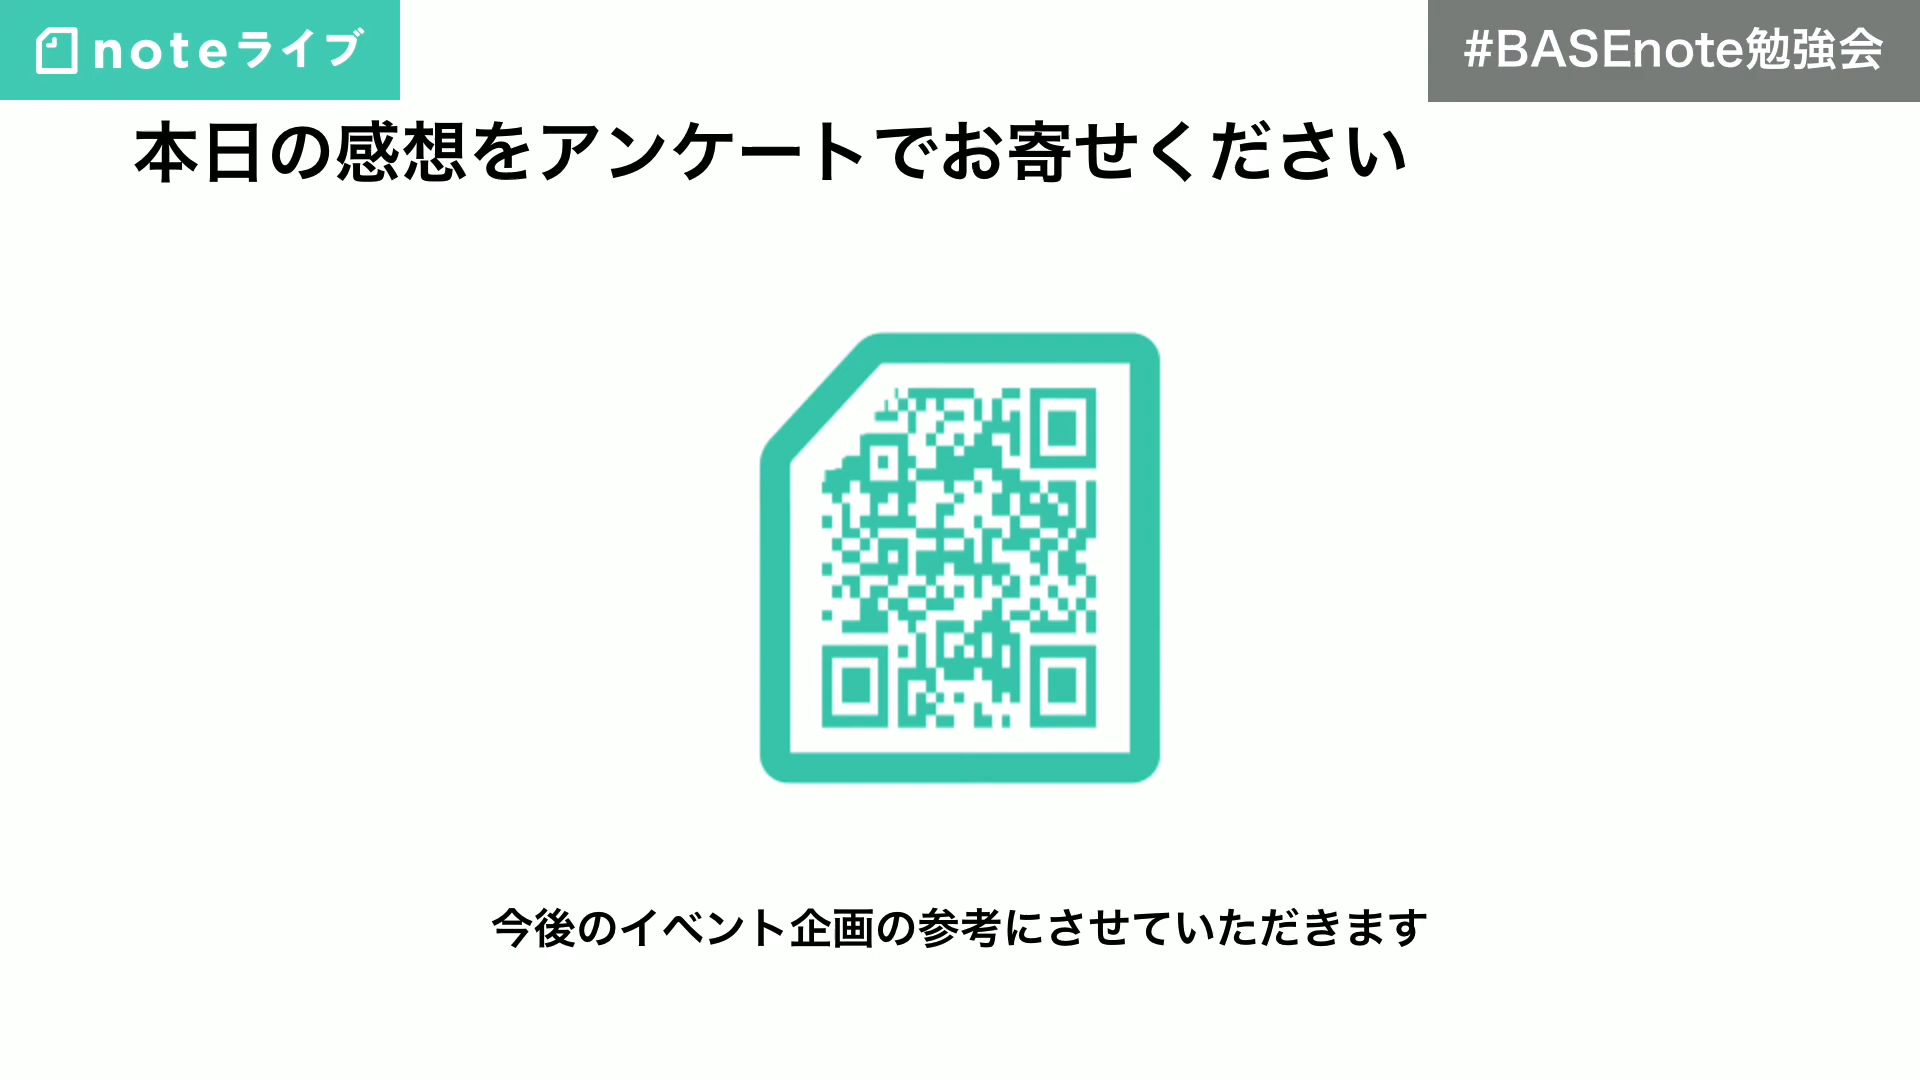 noteライブ
#BASEnote勉強会
本日の感想をアンケートでお寄せください
今後のイベント企画の参考にさせていただきます